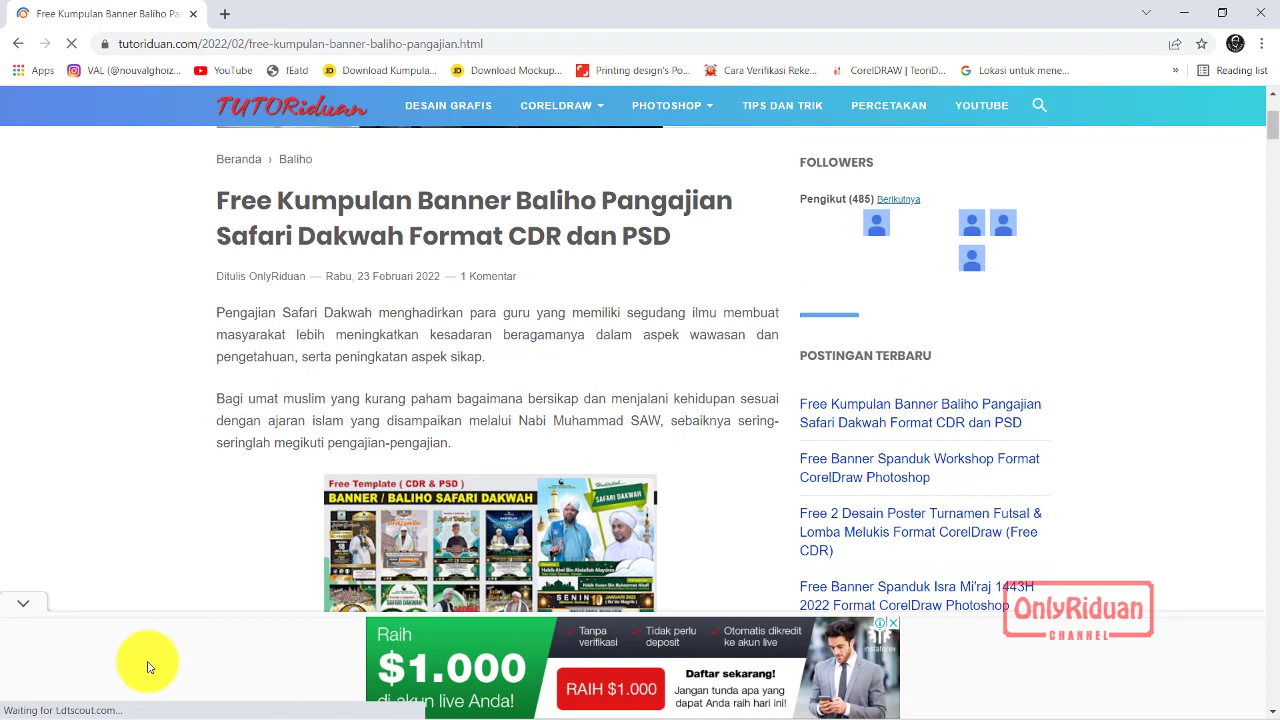 Free Kumpulan Banner Baliho Pa
tutoriduan.com/2022/02/free-kumpulan-banner-baliho-pangajian.html
Apps
VAL (@nouvalghoiz...
YouTube
fEatd
Download Kumpula...
Download Mockup...
Printing design's Po...
Cara Verifikasi Reke...
CorelDRAW | TeoriD...
Lokasi untuk mene...
»
Reading list
TUTORiduan
DESAIN GRAFIS
CORELDRAW
PHOTOSHOP
TIPS DAN TRIK
PERCETAKAN
YOUTUBE
Beranda › Baliho
Free Kumpulan Banner Baliho Pangajian
Safari Dakwah Format CDR dan PSD
Ditulis OnlyRiduan — Rabu, 23 Februari 2022 — 1 Komentar
Pengajian Safari Dakwah menghadirkan para guru yang memiliki segudang ilmu membuat
masyarakat lebih meningkatkan kesadaran beragamanya dalam aspek wawasan dan
pengetahuan, serta peningkatan aspek sikap.
Bagi umat muslim yang kurang paham bagaimana bersikap dan menjalani kehidupan sesuai
dengan ajaran islam yang disampaikan melalui Nabi Muhammad SAW, sebaiknya sering-
seringlah megikuti pengajian-pengajian.
Free Template ( CDR & PSD )
BANNER / BALIHO SAFARI DAKWAH
SAFARI DAKWAH
SENIN 10 JANUARI 2022
FOLLOWERS
Pengikut (485) Berikutnya
POSTINGAN TERBARU
Free Kumpulan Banner Baliho Pangajian
Safari Dakwah Format CDR dan PSD
Free Banner Spanduk Workshop Format
CorelDraw Photoshop
Free 2 Desain Poster Turnamen Futsal &
Lomba Melukis Format CorelDraw (Free
CDR)
Free Banner Spanduk Isra Mi'raj 1443H
2022 Format CorelDraw Photoshop
OnlyRiduan
CHANNEL
Raih
$1.000
di akun live Anda!
Tanpa
verifikasi
Tidak perlu
deposit
Otomatis dikredit
ke akun live
RAIH $1.000
Daftar sekarang!
Jangan tunda apa yang
dapat Anda raih hari ini!
instaforex
Waiting for t.dtscout.com...